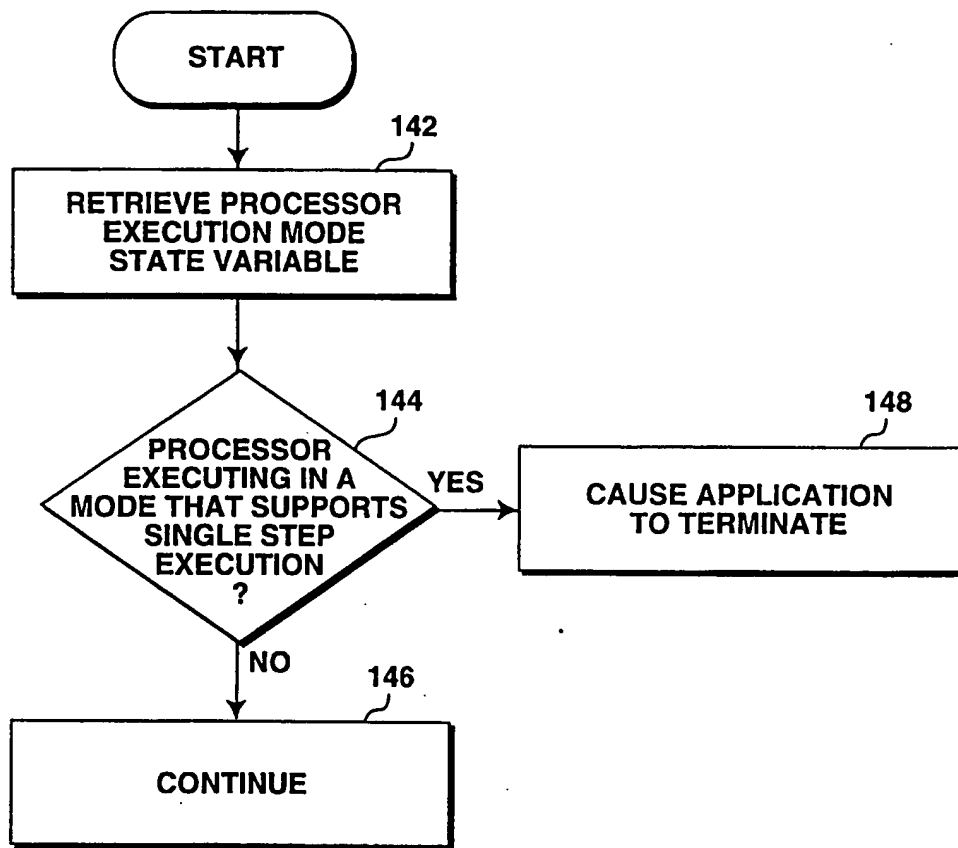 START
142
RETRIEVE PROCESSOR
EXECUTION MODE
STATE VARIABLE
144
PROCESSOR
EXECUTING IN A
MODE THAT SUPPORTS
SINGLE STEP
EXECUTION
?
YES
148
CAUSE APPLICATION
TO TERMINATE
NO
146
CONTINUE